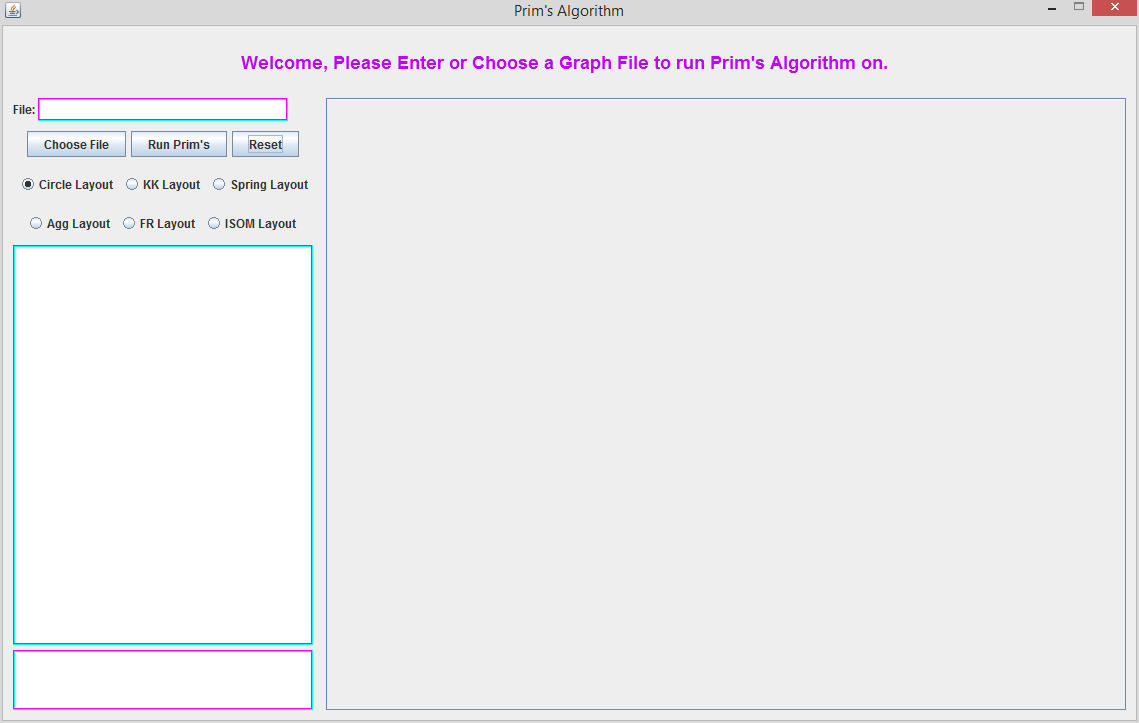 Prim's Algorithm
Welcome, Please Enter or Choose a Graph File to run Prim's Algorithm on.
File:
Choose File Run Prim's Reset
Circle Layout KK Layout Spring Layout
Agg Layout FR Layout ISOM Layout